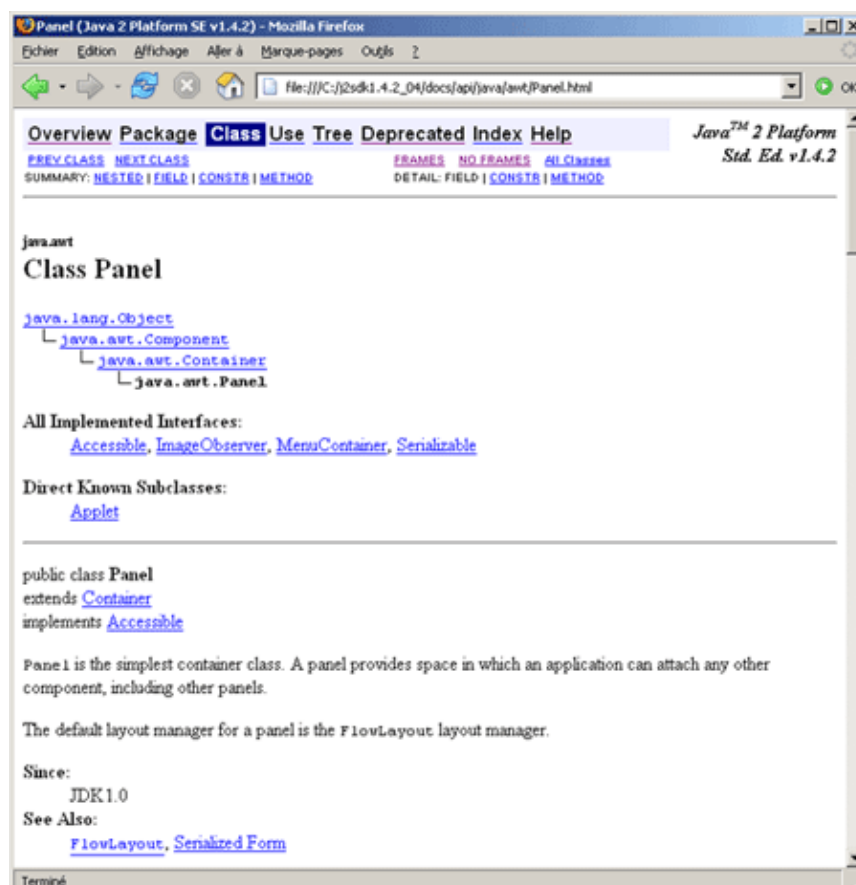 Panel (Java 2 Platform SE v1.4.2) - Mozilla Firefox
Fichier Edition Affichage Aller à Marque-pages Outils ?
file:///C:/j2sdk1.4.2_04/docs/api/java/awt/Panel.html OK
Overview Package Class Use Tree Deprecated Index Help
Java™ 2 Platform
Std. Ed. v1.4.2
PREV CLASS NEXT CLASS FRAMES NO FRAMES All Classes
SUMMARY: NESTED | FIELD | CONSTR | METHOD DETAIL: FIELD | CONSTR | METHOD
java.awt
Class Panel
java.lang.Object
java.awt.Component
java.awt.Container
java.awt.Panel
All Implemented Interfaces:
Accessible, ImageObserver, MenuContainer, Serializable
Direct Known Subclasses:
Applet
public class Panel
extends Container
implements Accessible
Panel is the simplest container class. A panel provides space in which an application can attach any other
component, including other panels.
The default layout manager for a panel is the FlowLayout layout manager.
Since:
JDK1.0
See Also:
FlowLayout, Serialized Form
Terminé